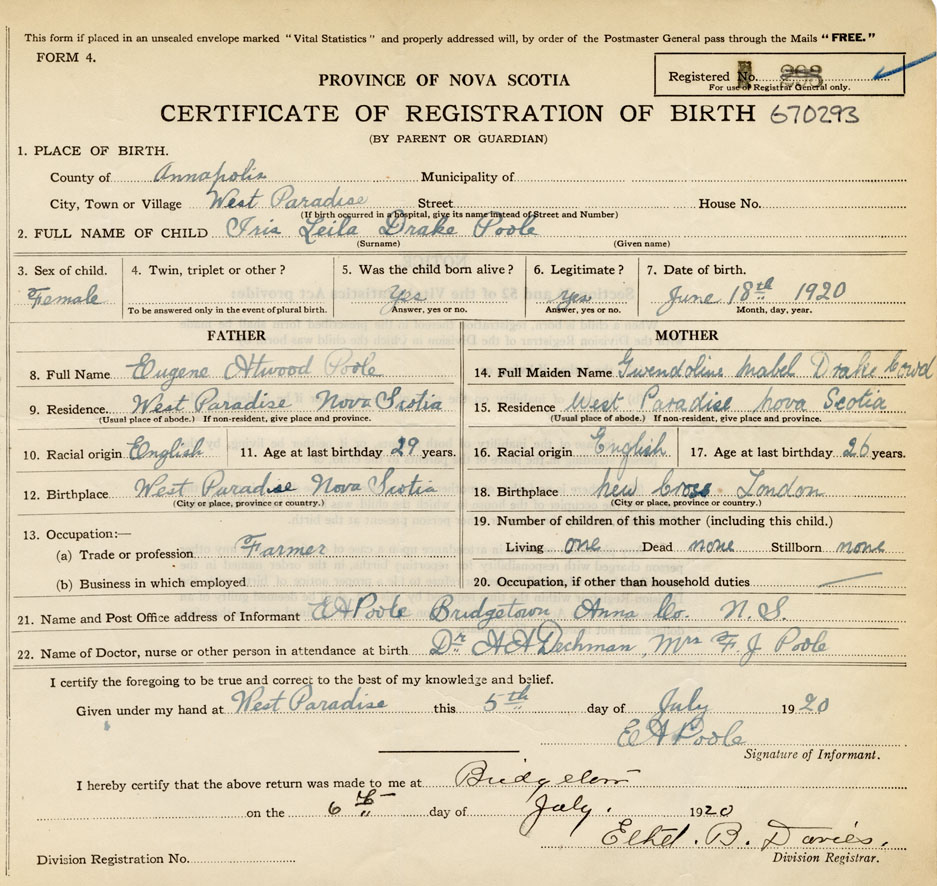 This form if placed in an unsealed envelope marked "Vital Statistics" and properly addressed will, by order of the Postmaster General pass through the Mails "FREE."
FORM 4.
Registered No.
For use of Registrar General only.
PROVINCE OF NOVA SCOTIA
CERTIFICATE OF REGISTRATION OF BIRTH 670293
(BY PARENT OR GUARDIAN)
1. PLACE OF BIRTH.
County of Annapolis Municipality of
City, Town or Village West Paradise Street House No.
(If birth occurred in a hospital, give its name instead of Street and Number)
2. FULL NAME OF CHILD Iris Leila Drake Poole
(Surname) (Given name)
3. Sex of child. 4. Twin, triplet or other? 5. Was the child born alive? 6. Legitimate? 7. Date of birth.
Female Yes Yes June 18th 1920
To be answered only in the event of plural birth. Answer, yes or no. Answer, yes or no. Month, day, year.
FATHER MOTHER
8. Full Name Eugene Atwood Poole 14. Full Maiden Name Gwendoline Mabel Drake Cowd
9. Residence. West Paradise Nova Scotia 15. Residence West Paradise Nova Scotia
(Usual place of abode.) If non-resident, give place and province. (Usual place of abode.) If non-resident, give place and province.
10. Racial origin English 11. Age at last birthday 29 years. 16. Racial origin English 17. Age at last birthday 26 years.
12. Birthplace West Paradise Nova Scotia 18. Birthplace New Cross London
(City or place, province or country.) (City or place, province or country.)
13. Occupation:— 19. Number of children of this mother (including this child.)
(a) Trade or profession Farmer Living one Dead none Stillborn none
(b) Business in which employed 20. Occupation, if other than household duties
21. Name and Post Office address of Informant E A Poole Bridgetown Anna Co. N.S.
22. Name of Doctor, nurse or other person in attendance at birth Dr A A Dechman, Mrs F. J Poole
I certify the foregoing to be true and correct to the best of my knowledge and belief.
Given under my hand at West Paradise this 5th day of July 1920
E A Poole
Signature of Informant.
I hereby certify that the above return was made to me at Bridgetown
on the 6th day of July. 1920
Ethel. B. Davies.
Division Registration No. Division Registrar.